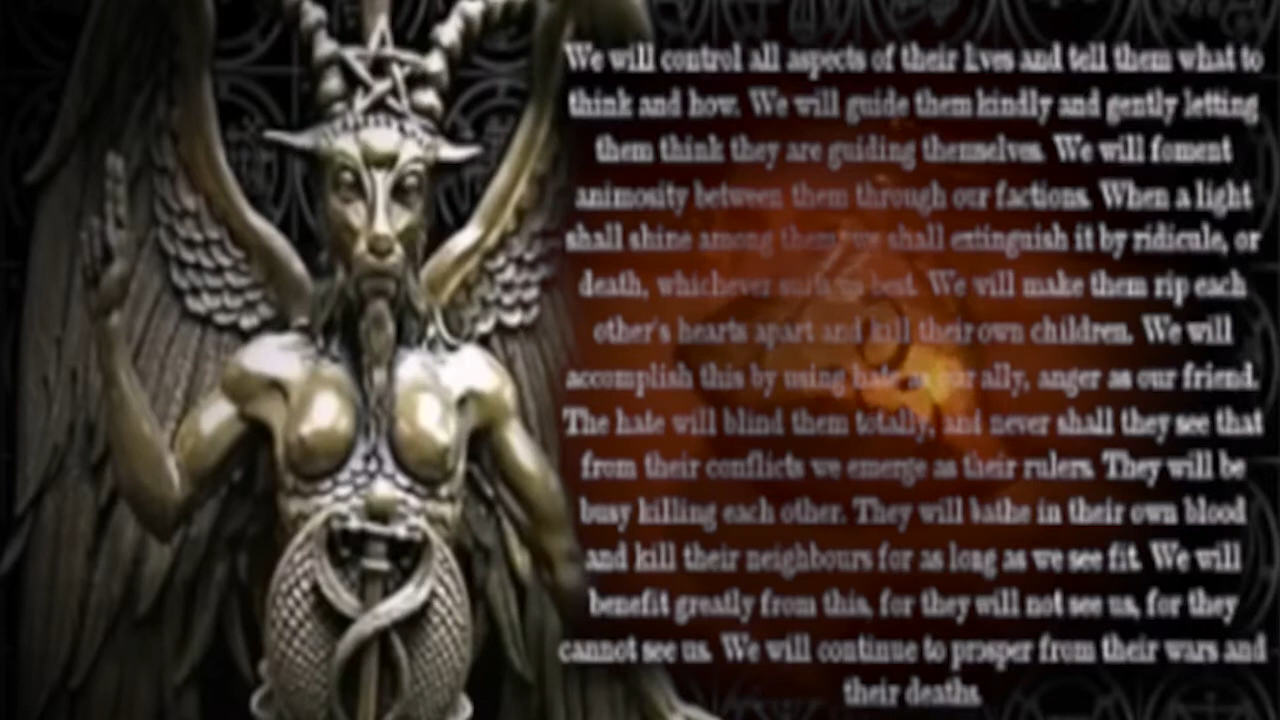 We will control all aspects of their lives and tell them what to
think and how. We will guide them kindly and gently letting
them think they are guiding themselves. We will foment
animosity between them through our factions. When a light
shall shine among them, we shall extinguish it by ridicule, or
death, whichever suits us best. We will make them rip each
other's hearts apart and kill their own children. We will
accomplish this by using hate as our ally, anger as our friend.
The hate will blind them totally, and never shall they see that
from their conflicts we emerge as their rulers. They will be
busy killing each other. They will bathe in their own blood
and kill their neighbours for as long as we see fit. We will
benefit greatly from this, for they will not see us, for they
cannot see us. We will continue to prosper from their wars and
their deaths.